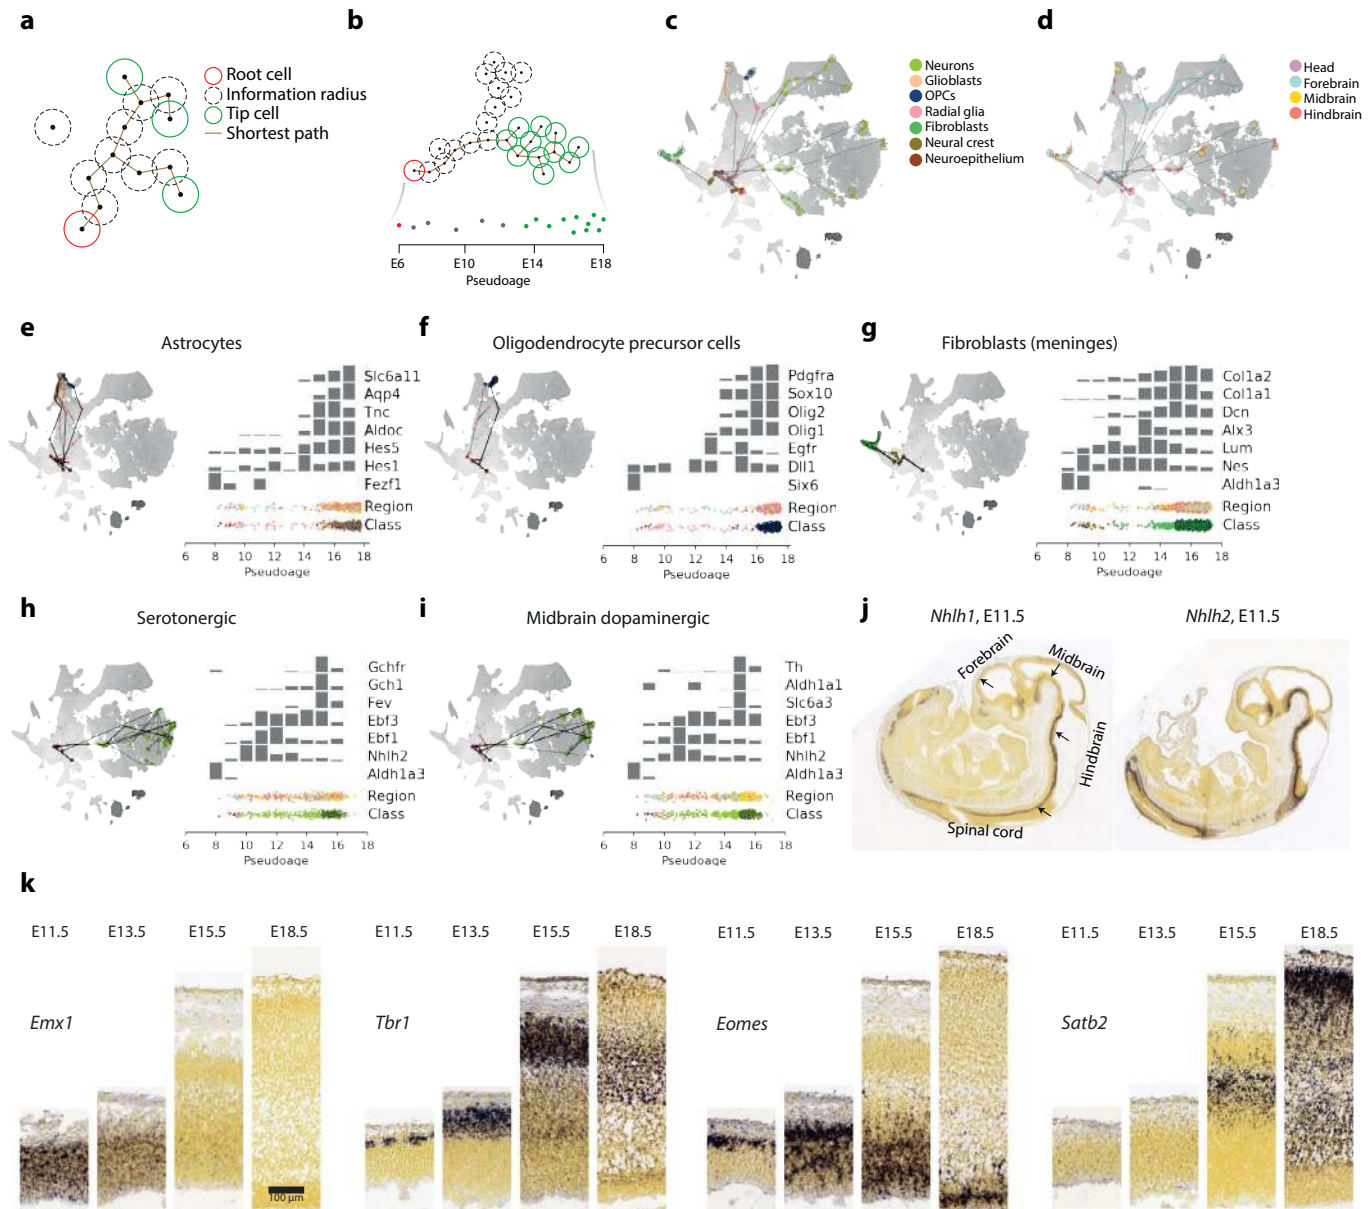 a
Root cell
Information radius
Tip cell
Shortest path
b
E6 E10 E14 E18
Pseudoage
c
Neurons
Glioblasts
OPCs
Radial glia
Fibroblasts
Neural crest
Neuroepithelium
d
Head
Forebrain
Midbrain
Hindbrain
e
Astrocytes
Slc6a11
Aqp4
Tnc
Aldoc
Hes5
Hes1
Fezf1
Region
Class
6 8 10 12 14 16 18
Pseudoage
f
Oligodendrocyte precursor cells
Pdgfra
Sox10
Olig2
Olig1
Egfr
Dll1
Six6
Region
Class
6 8 10 12 14 16 18
Pseudoage
g
Fibroblasts (meninges)
Col1a2
Col1a1
Dcn
Alx3
Lum
Nes
Aldh1a3
Region
Class
6 8 10 12 14 16 18
Pseudoage
h
Serotonergic
Gchfr
Gch1
Fev
Ebf3
Ebf1
Nhlh2
Aldh1a3
Region
Class
6 8 10 12 14 16 18
Pseudoage
i
Midbrain dopaminergic
Th
Aldh1a1
Slc6a3
Ebf3
Ebf1
Nhlh2
Aldh1a3
Region
Class
6 8 10 12 14 16 18
Pseudoage
j
Nhlh1, E11.5
Forebrain
Midbrain
Hindbrain
Spinal cord
Nhlh2, E11.5
k
E11.5 E13.5 E15.5 E18.5
Emx1
100 µm
E11.5 E13.5 E15.5 E18.5
Tbr1
E11.5 E13.5 E15.5 E18.5
Eomes
E11.5 E13.5 E15.5 E18.5
Satb2